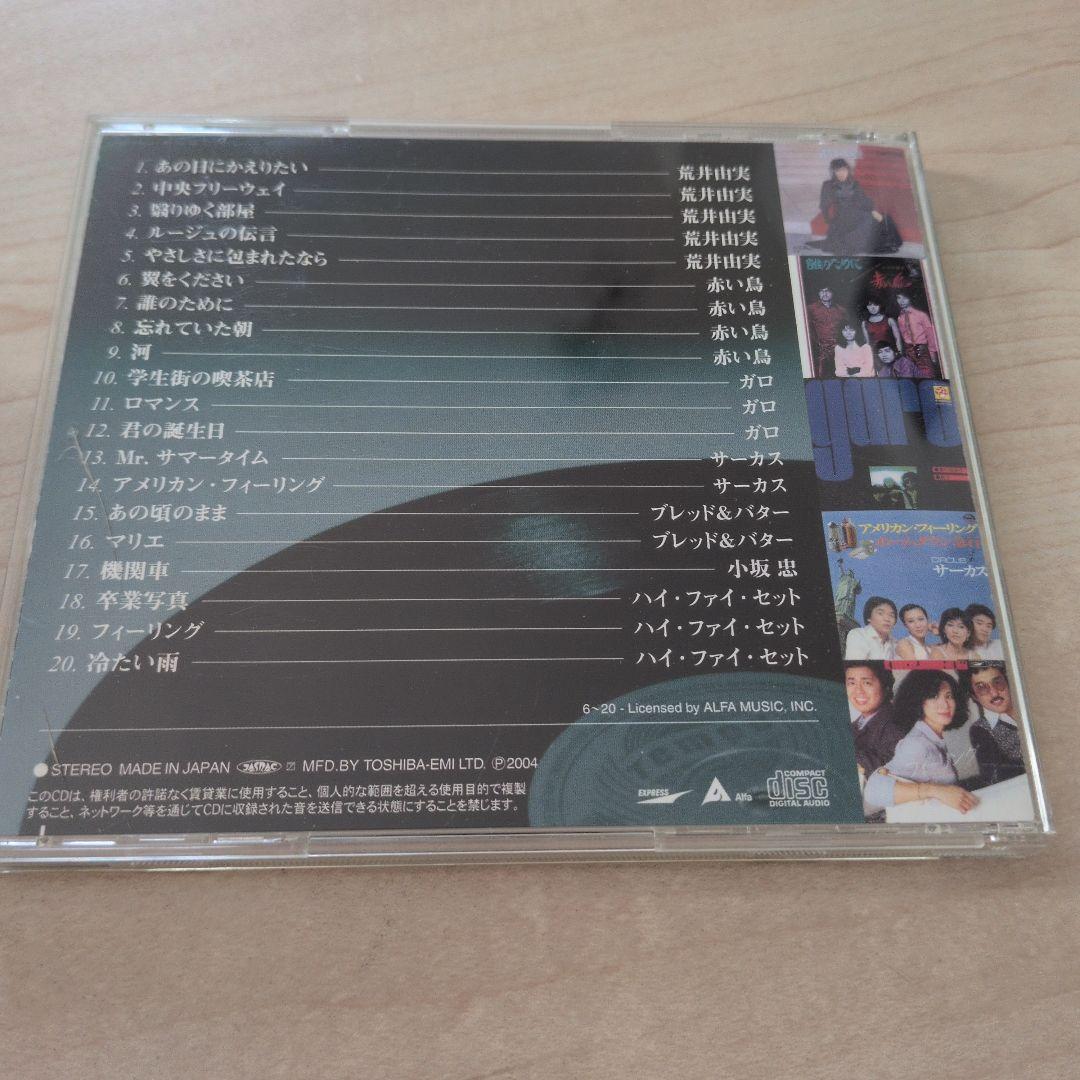 1. あの日にかえりたい 荒井由実
2. 中央フリーウェイ 荒井由実
3. 翳りゆく部屋 荒井由実
4. ルージュの伝言 荒井由実
5. やさしさに包まれたなら 荒井由実
6. 翼をください 赤い鳥
7. 誰のために 赤い鳥
8. 忘れていた朝 赤い鳥
9. 河 赤い鳥
10. 学生街の喫茶店 ガロ
11. ロマンス ガロ
12. 君の誕生日 ガロ
13. Mr. サマータイム サーカス
14. アメリカン・フィーリング サーカス
15. あの頃のまま ブレッド&バター
16. マリエ ブレッド&バター
17. 機関車 小坂 忠
18. 卒業写真 ハイ・ファイ・セット
19. フィーリング ハイ・ファイ・セット
20. 冷たい雨 ハイ・ファイ・セット
6~20 - Licensed by ALFA MUSIC, INC.
STEREO MADE IN JAPAN JASRAC MFD.BY TOSHIBA-EMI LTD. Ⓟ2004
このCDは、権利者の許諾なく賃貸業に使用すること、個人的な範囲を超える使用目的で複製
すること、ネットワーク等を通じてCDに収録された音を送信できる状態にすることを禁じます。
EXPRESS
Alfa
COMPACT
disc
DIGITAL AUDIO
誰のために
赤い鳥
garo
アメリカン・フィーリング
CIRCUS
サーカス